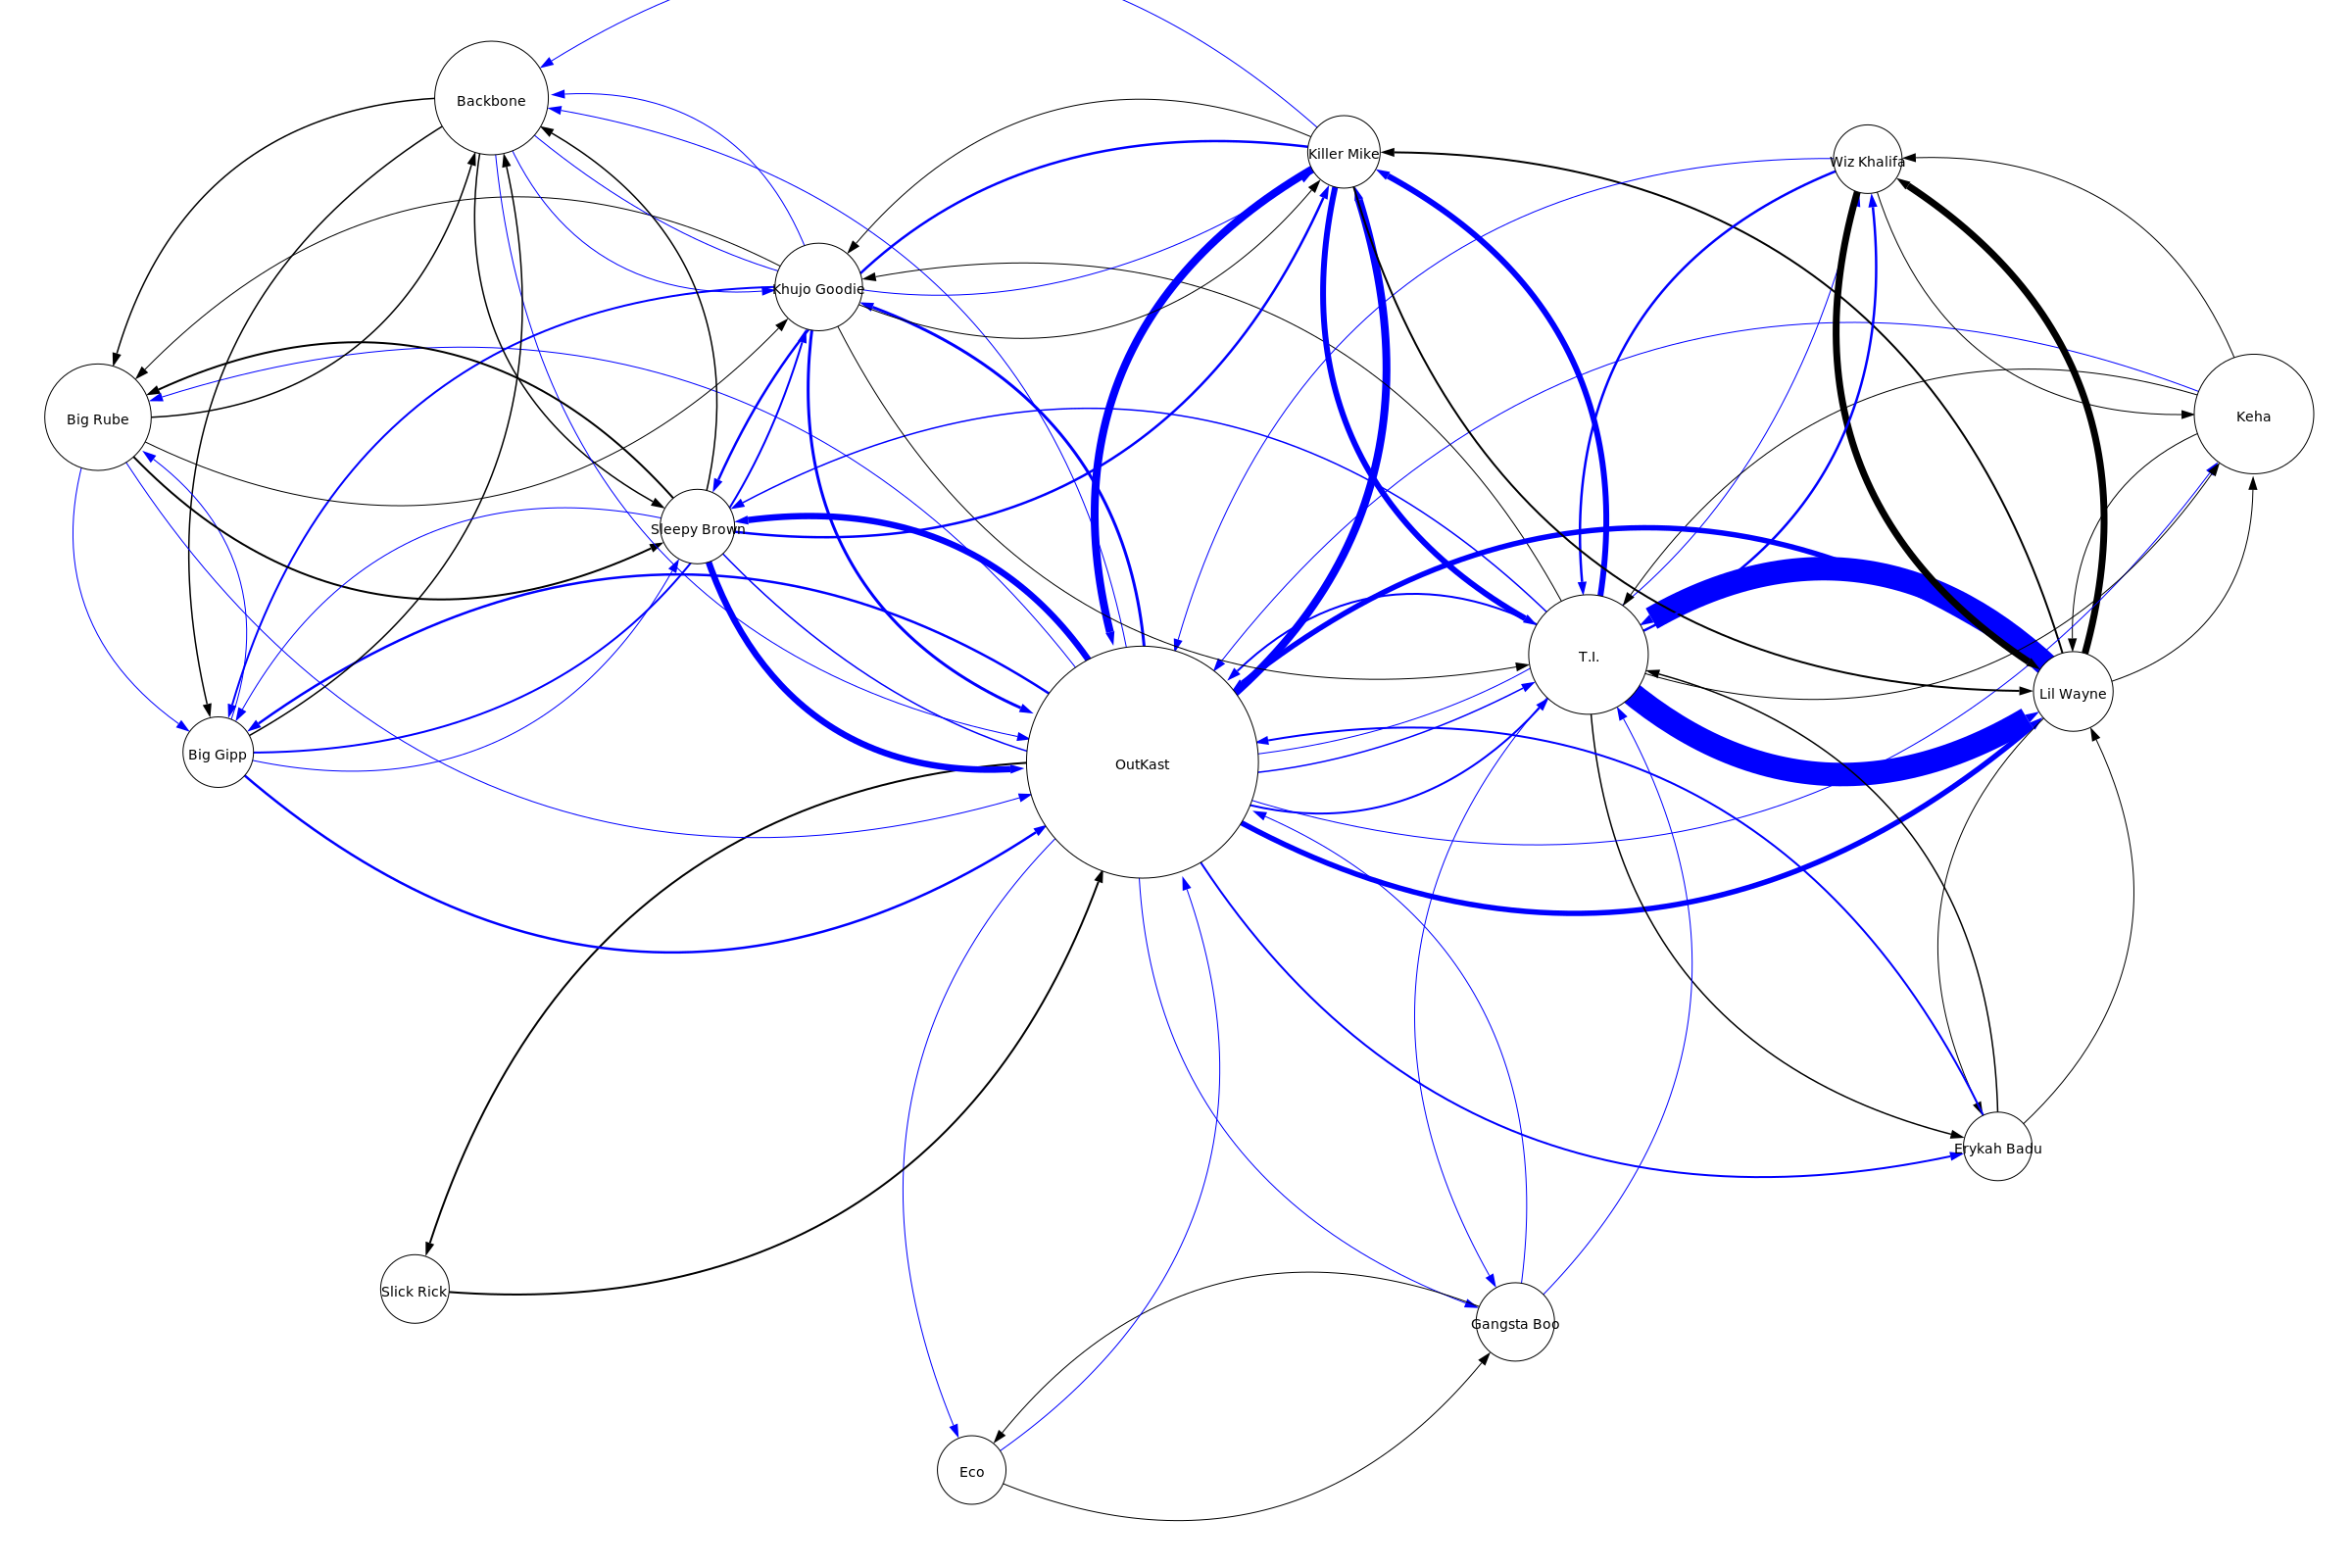 Backbone
Killer Mike
Wiz Khalifa
Khujo Goodie
Big Rube
Keha
Sleepy Brown
T.I.
Lil Wayne
Big Gipp
OutKast
Erykah Badu
Slick Rick
Gangsta Boo
Eco